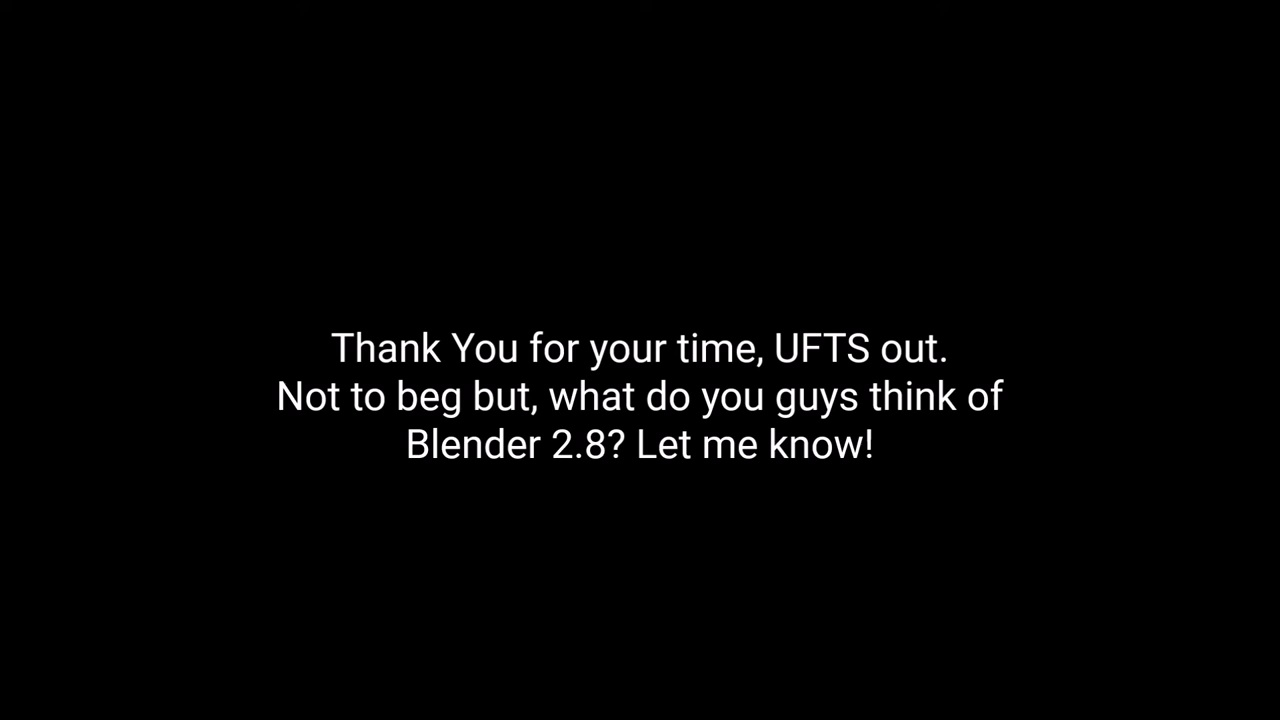 Thank You for your time, UFTS out.
Not to beg but, what do you guys think of
Blender 2.8? Let me know!